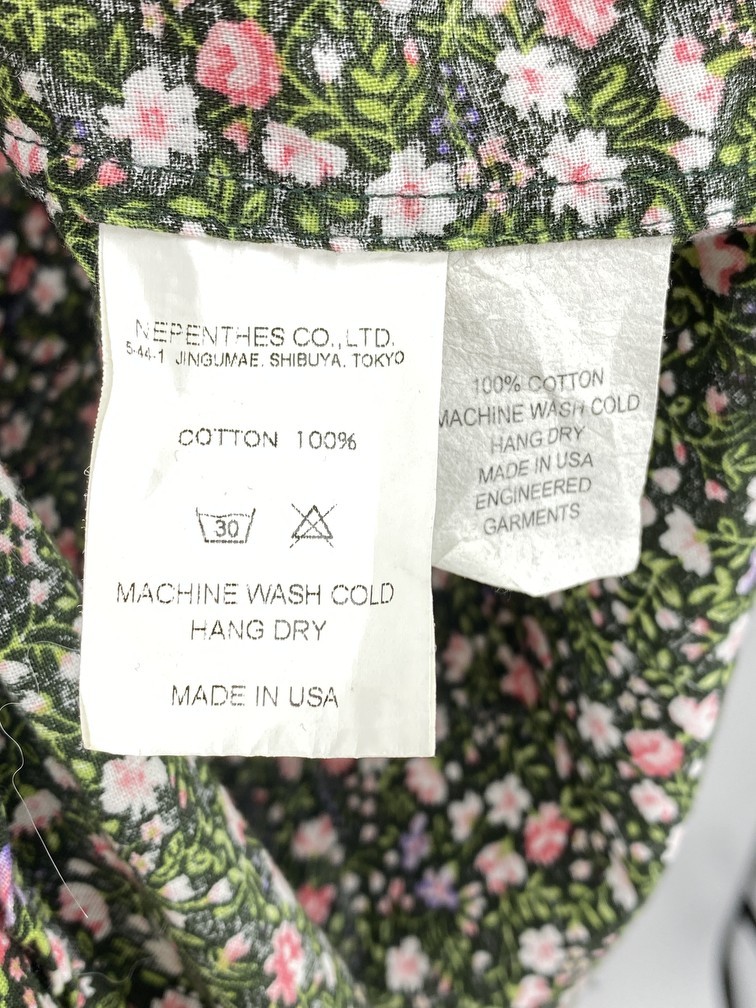 NEPENTHES CO.,LTD.
5-44-1 JINGUMAE. SHIBUYA. TOKYO
COTTON 100%
30
MACHINE WASH COLD
HANG DRY
MADE IN USA
100% COTTON
MACHINE WASH COLD
HANG DRY
MADE IN USA
ENGINEERED
GARMENTS